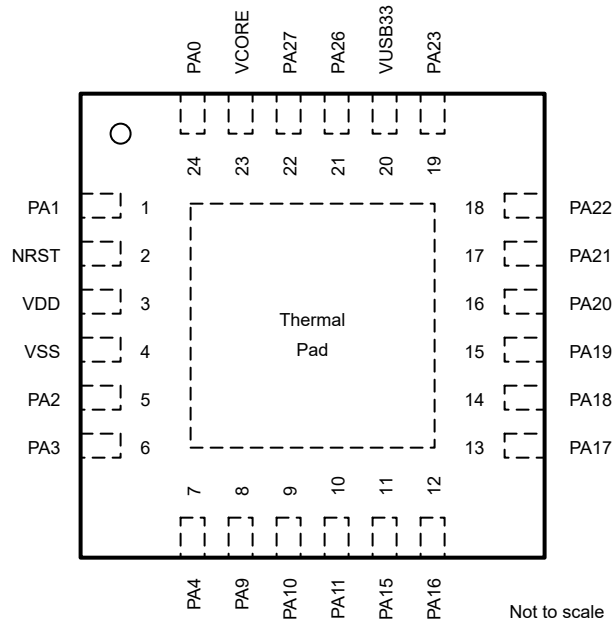 PA0
VCORE
PA27
PA26
VUSB33
PA23
24
23
22
21
20
19
PA1
1
NRST
2
VDD
3
VSS
4
PA2
5
PA3
6
Thermal
Pad
18
PA22
17
PA21
16
PA20
15
PA19
14
PA18
13
PA17
7
8
9
10
11
12
PA4
PA9
PA10
PA11
PA15
PA16
Not to scale